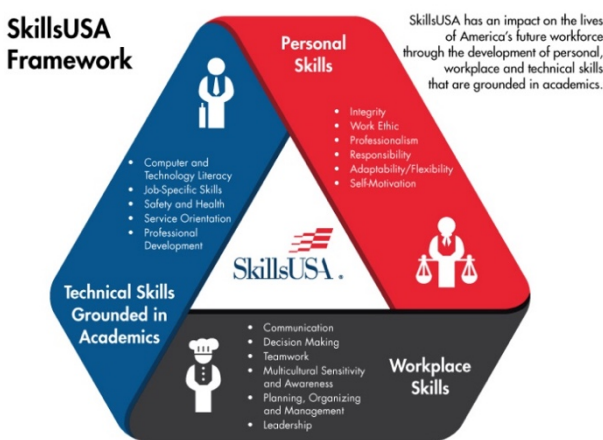 SkillsUSA
Framework
SkillsUSA has an impact on the lives
of America's future workforce
through the development of personal,
workplace and technical skills
that are grounded in academics.
Personal
Skills
• Integrity
• Work Ethic
• Professionalism
• Responsibility
• Adaptability/Flexibility
• Self-Motivation
• Computer and
Technology Literacy
• Job-Specific Skills
• Safety and Health
• Service Orientation
• Professional
Development
Technical Skills
Grounded in
Academics
SkillsUSA®
• Communication
• Decision Making
• Teamwork
• Multicultural Sensitivity
and Awareness
• Planning, Organizing
and Management
• Leadership
Workplace
Skills